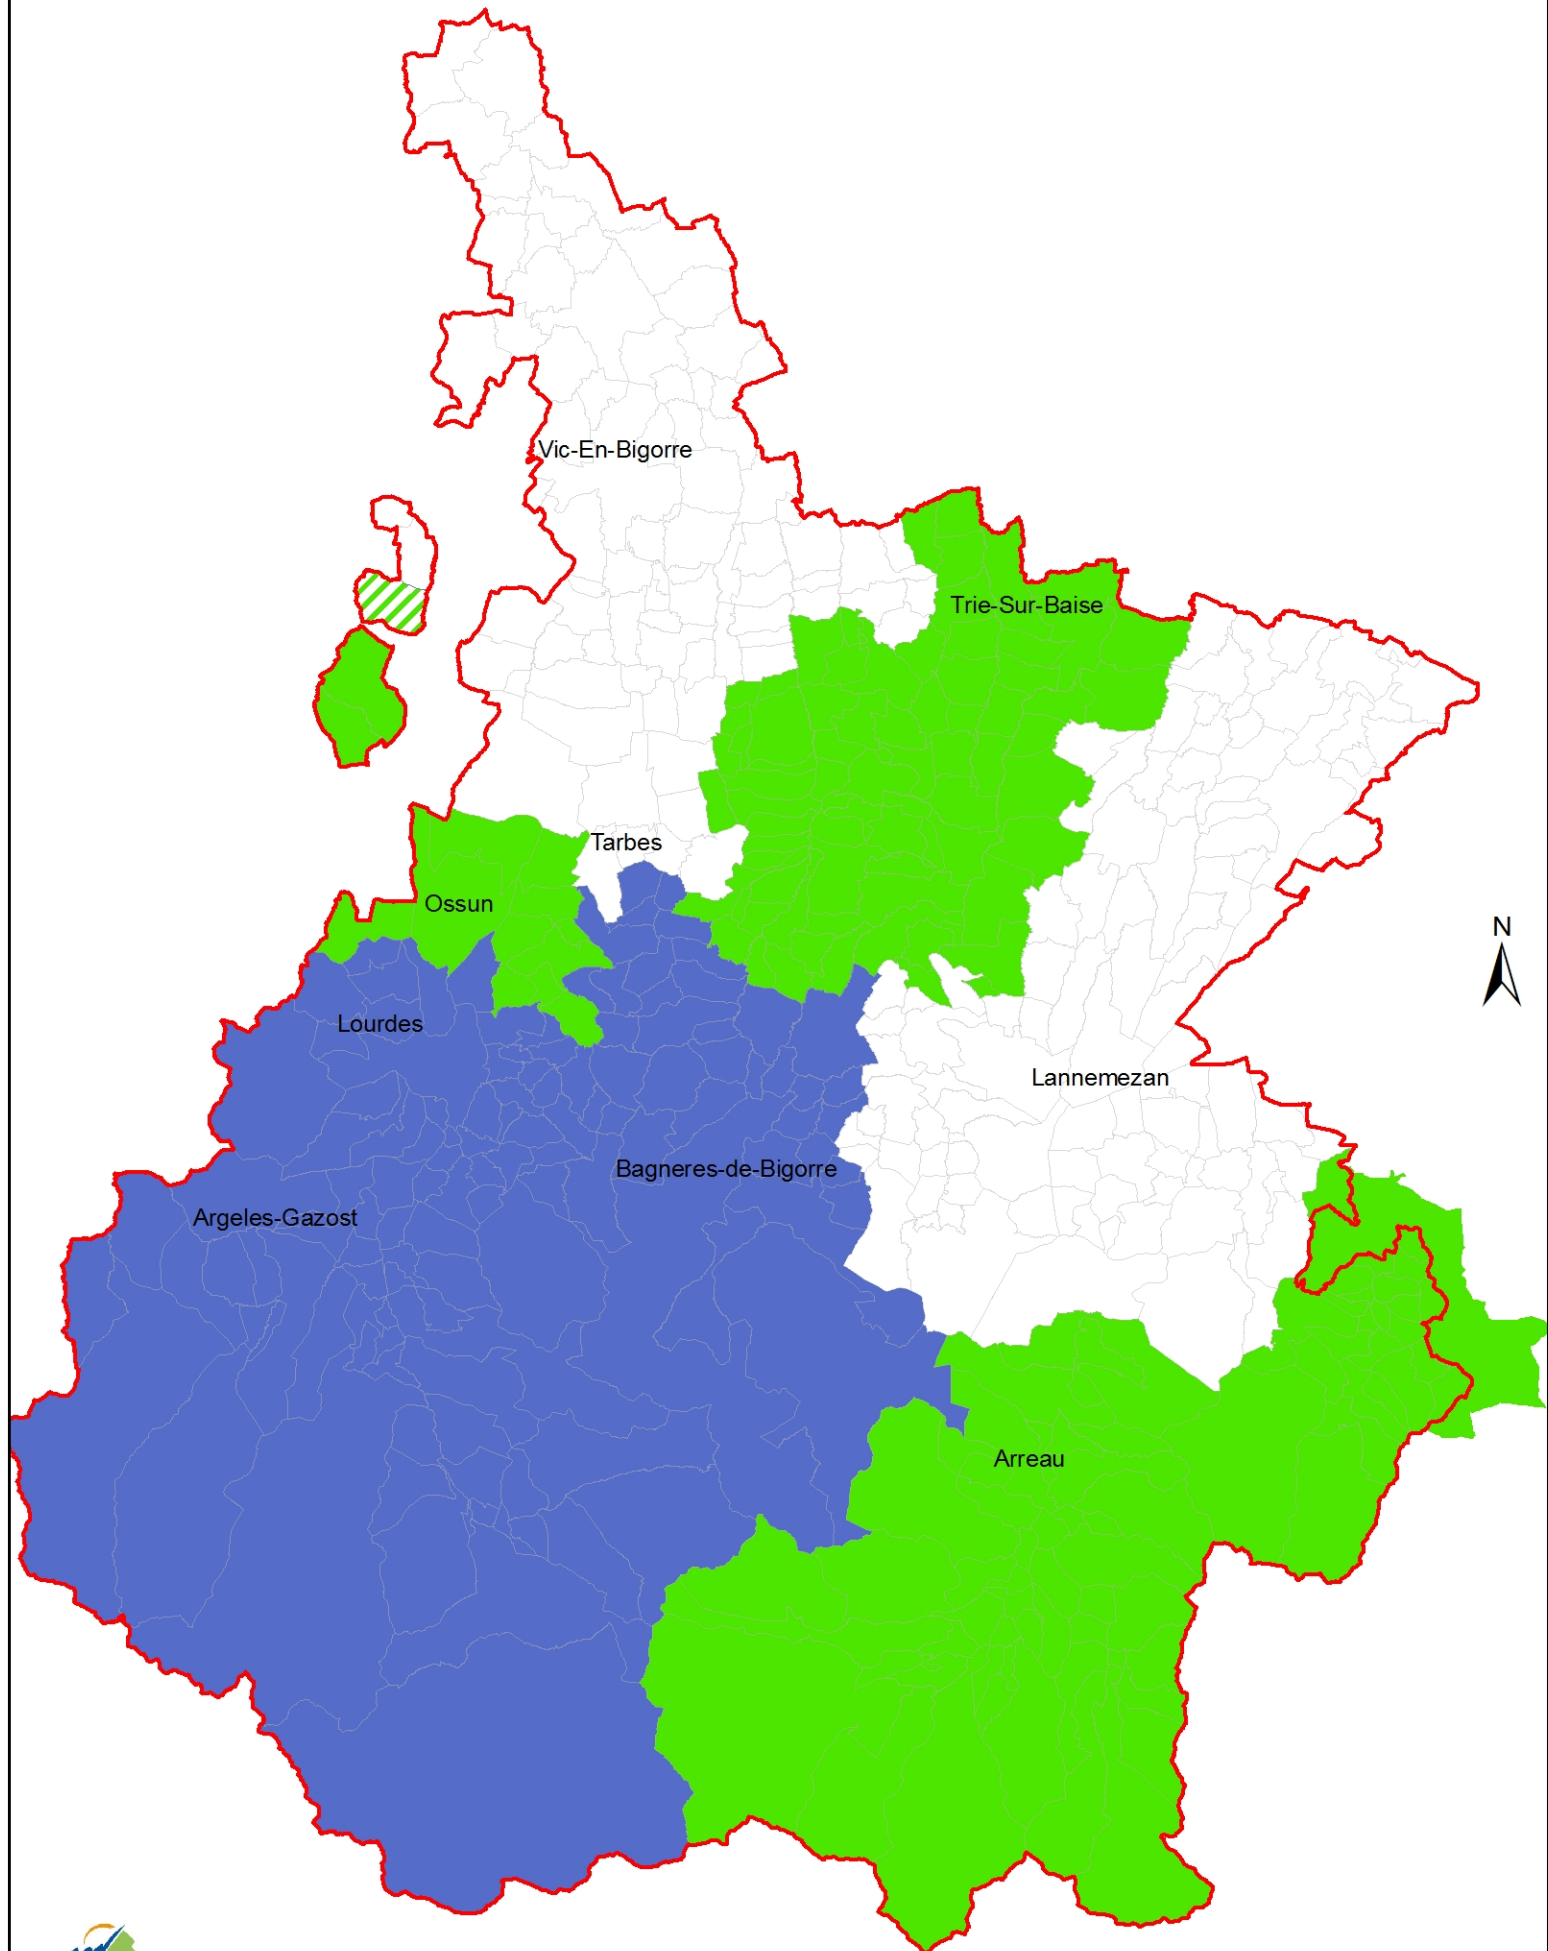 Vic-En-Bigorre
Trie-Sur-Baise
Tarbes
Ossun
N
Lourdes
Lannemezan
Bagneres-de-Bigorre
Argeles-Gazost
Arreau